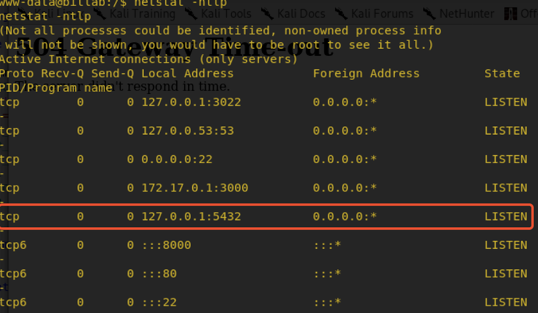 www-data@billab:/$ netstat -ntlp
netstat -ntlp
Kali Training Kali Tools Kali Docs Kali Forums NetHunter Off
(Not all processes could be identified, non-owned process info
will not be shown, you would have to be root to see it all.)
504 Gateway Time-out
Active Internet connections (only servers)
Proto Recv-Q Send-Q Local Address Foreign Address State
PID/Program name
didn't respond in time.
tcp 0 0 127.0.0.1:3022 0.0.0.0:* LISTEN
-
tcp 0 0 127.0.0.53:53 0.0.0.0:* LISTEN
-
tcp 0 0 0.0.0.0:22 0.0.0.0:* LISTEN
-
tcp 0 0 172.17.0.1:3000 0.0.0.0:* LISTEN
-
tcp 0 0 127.0.0.1:5432 0.0.0.0:* LISTEN
-
tcp6 0 0 :::8000 :::* LISTEN
-
tcp6 0 0 :::80 :::* LISTEN
-
tcp6 0 0 :::22 :::* LISTEN